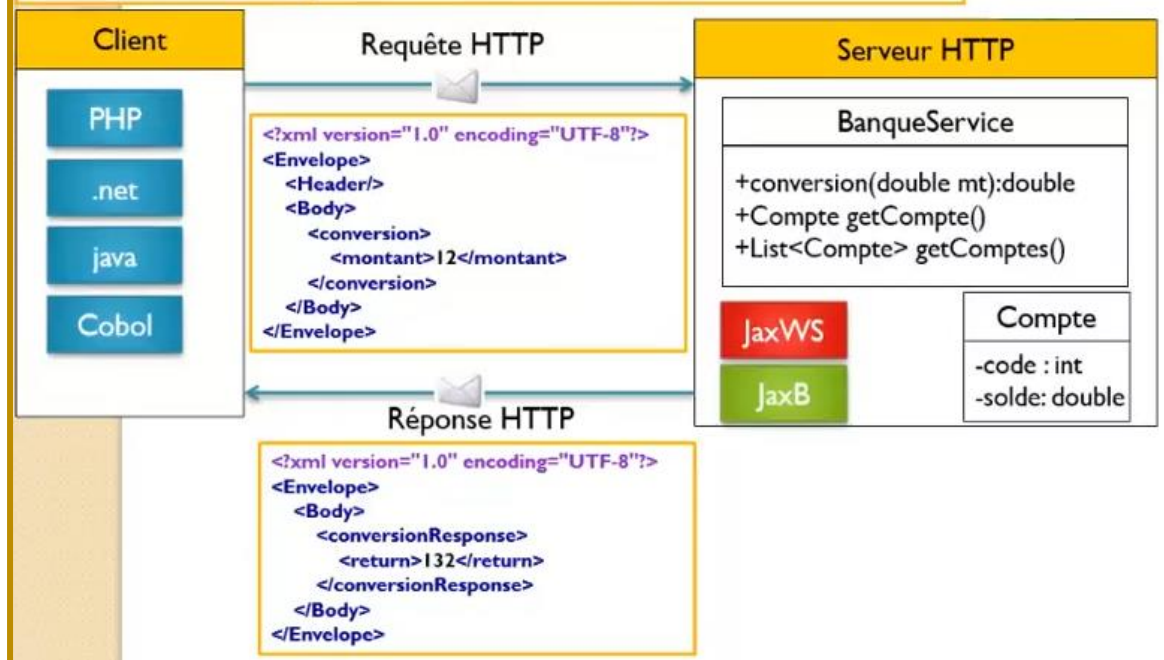 Client
PHP
.net
java
Cobol
Requête HTTP
<?xml version="1.0" encoding="UTF-8"?>
<Envelope>
<Header/>
<Body>
<conversion>
<montant>12</montant>
</conversion>
</Body>
</Envelope>
Réponse HTTP
<?xml version="1.0" encoding="UTF-8"?>
<Envelope>
<Body>
<conversionResponse>
<return>132</return>
</conversionResponse>
</Body>
</Envelope>
Serveur HTTP
BanqueService
+conversion(double mt):double
+Compte getCompte()
+List<Compte> getComptes()
JaxWS
JaxB
Compte
-code : int
-solde: double